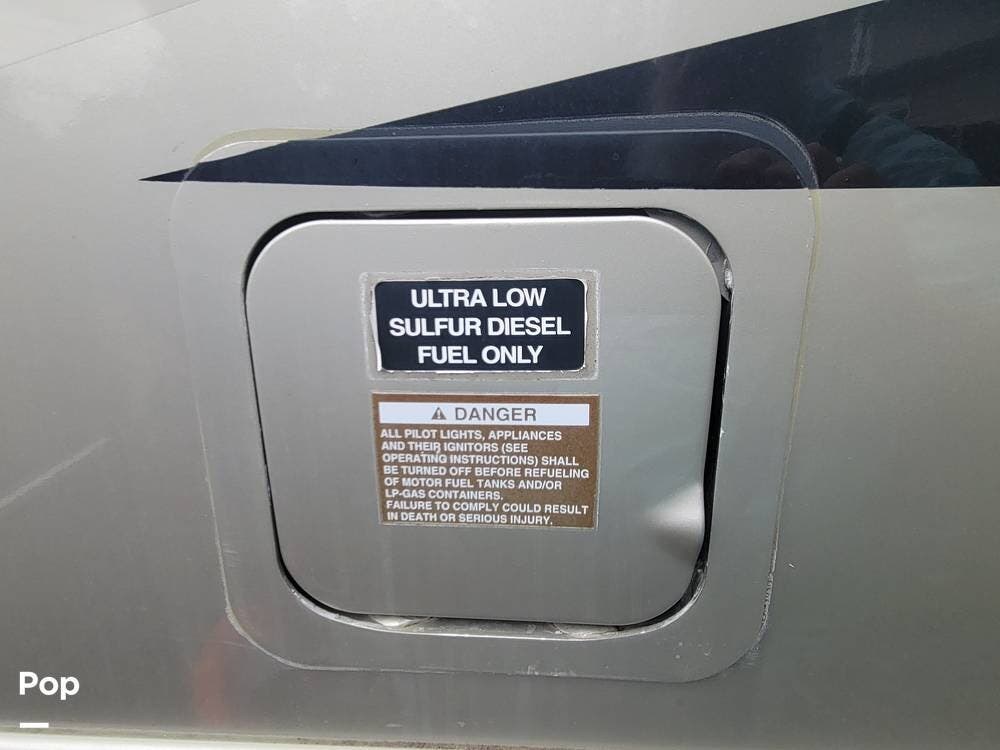 ULTRA LOW
SULFUR DIESEL
FUEL ONLY
DANGER
ALL PILOT LIGHTS, APPLIANCES
AND THEIR IGNITORS (SEE
OPERATING INSTRUCTIONS) SHALL
BE TURNED OFF BEFORE REFUELING
OF MOTOR FUEL TANKS AND/OR
LP-GAS CONTAINERS.
FAILURE TO COMPLY COULD RESULT
IN DEATH OR SERIOUS INJURY.
Pop